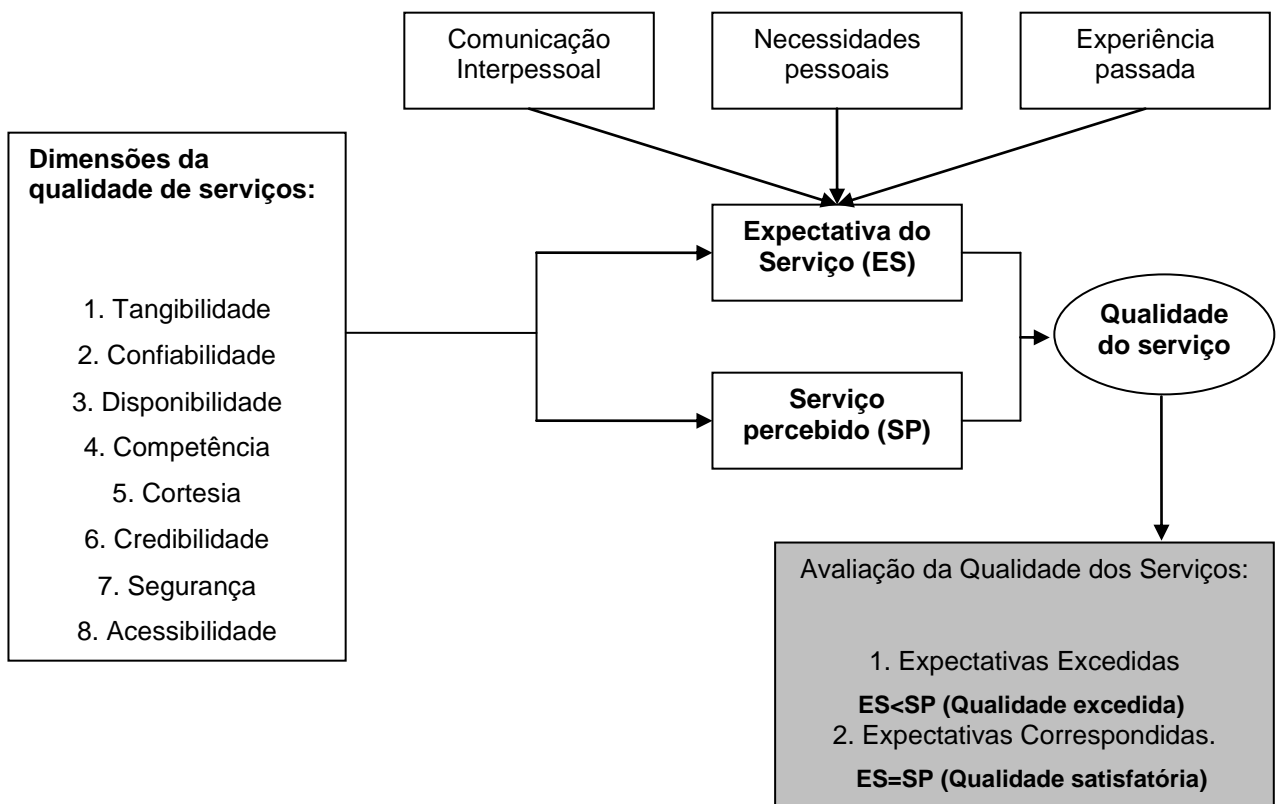 Comunicação
Interpessoal
Necessidades
pessoais
Experiência
passada
Dimensões da
qualidade de serviços:
1. Tangibilidade
2. Confiabilidade
3. Disponibilidade
4. Competência
5. Cortesia
6. Credibilidade
7. Segurança
8. Acessibilidade
Expectativa do
Serviço (ES)
Serviço
percebido (SP)
Qualidade
do serviço
Avaliação da Qualidade dos Serviços:
1. Expectativas Excedidas
ES<SP (Qualidade excedida)
2. Expectativas Correspondidas.
ES=SP (Qualidade satisfatória)